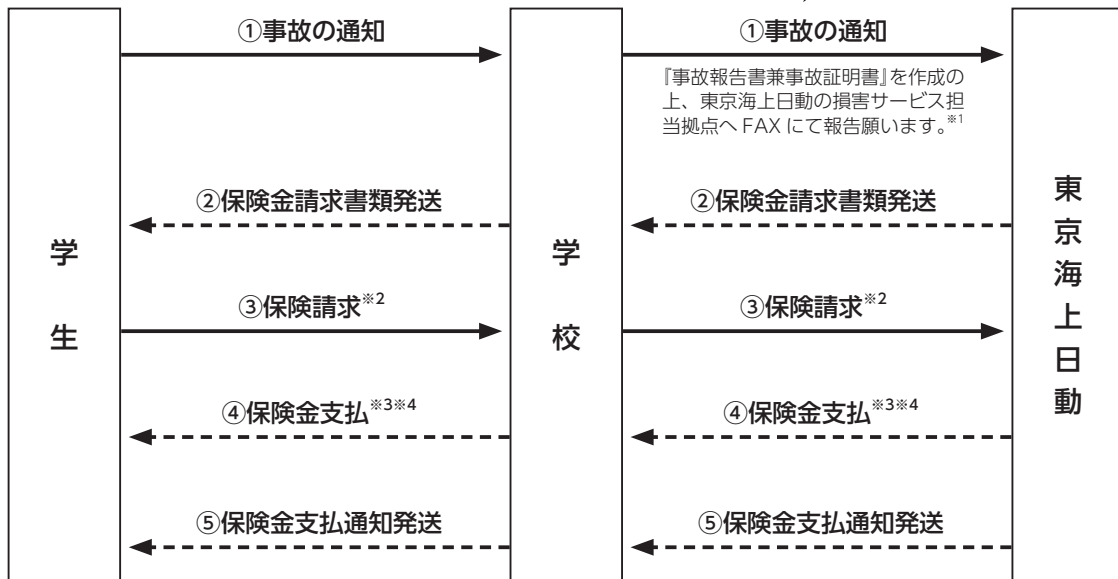 ①事故の通知
①事故の通知
『事故報告書兼事故証明書』を作成の
上、東京海上日動の損害サービス担
当拠点へ FAX にて報告願います。※1
②保険金請求書類発送
②保険金請求書類発送
学生
学校
東京海上日動
③保険請求※2
③保険請求※2
④保険金支払※3※4
④保険金支払※3※4
⑤保険金支払通知発送
⑤保険金支払通知発送